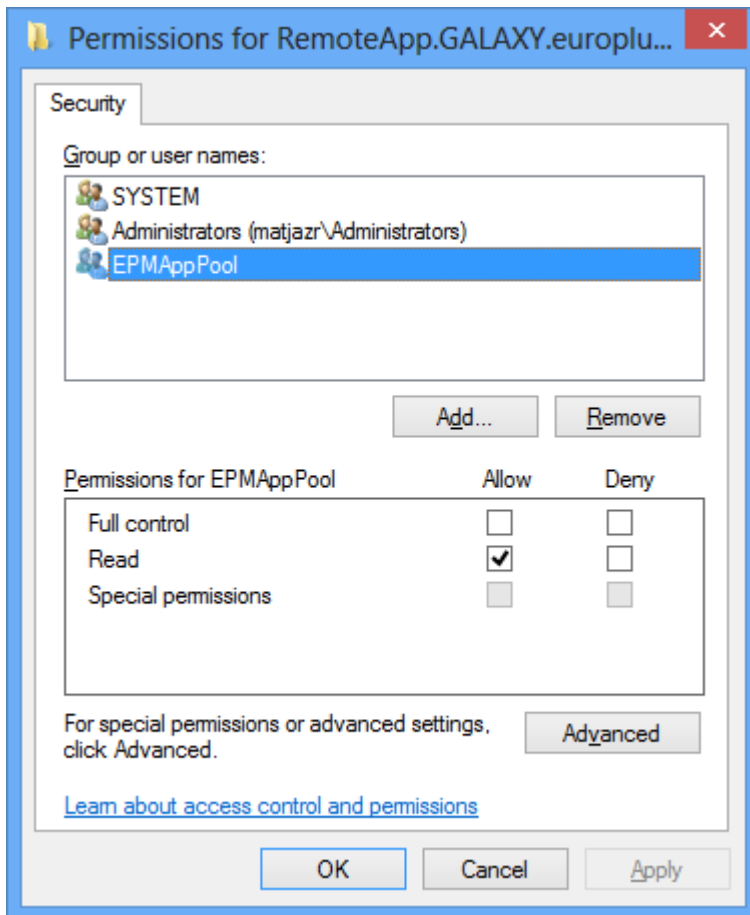 Permissions for RemoteApp.GALAXY.europlu...
Security
Group or user names:
SYSTEM
Administrators (matjazr\Administrators)
EPMAppPool
Add...
Remove
Permissions for EPMAppPool
Allow
Deny
Full control
Read
Special permissions
For special permissions or advanced settings,
click Advanced.
Advanced
Learn about access control and permissions
OK
Cancel
Apply